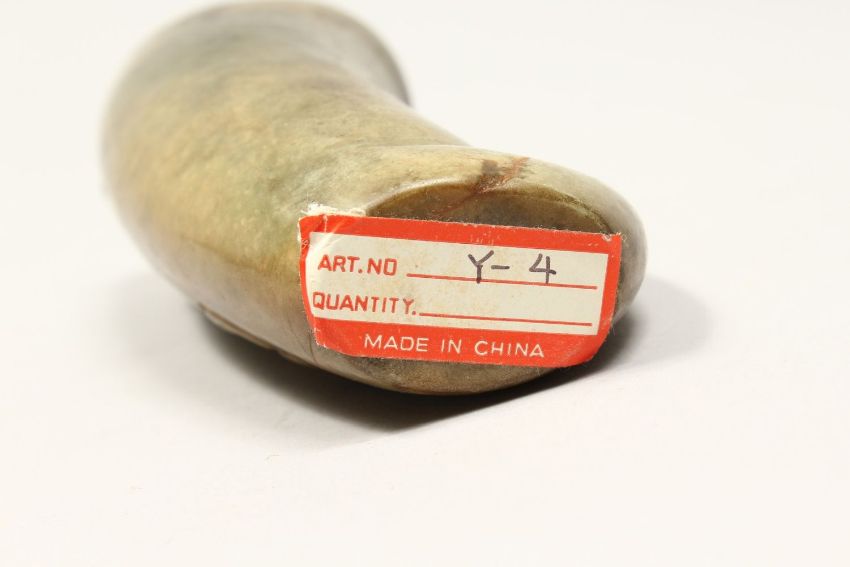 ART.NO Y-4
QUANTITY.
MADE IN CHINA